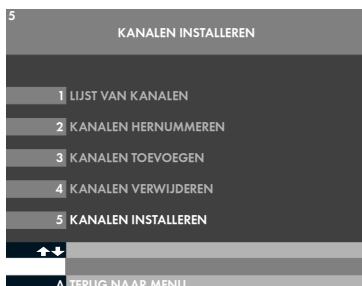 5
KANALEN INSTALLEREN
1 LIJST VAN KANALEN
2 KANALEN HERNUMMEREN
3 KANALEN TOEVOEGEN
4 KANALEN VERWIJDEREN
5 KANALEN INSTALLEREN
A TERUG NAAR MENU